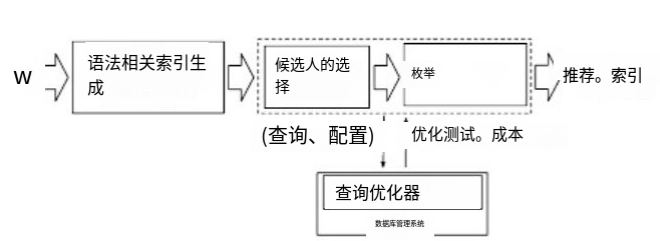 W
语法相关索引生
成
候选人的选
择
枚举
推荐。索引
(查询、配置)
优化测试。成本
查询优化器
数据库管理系统